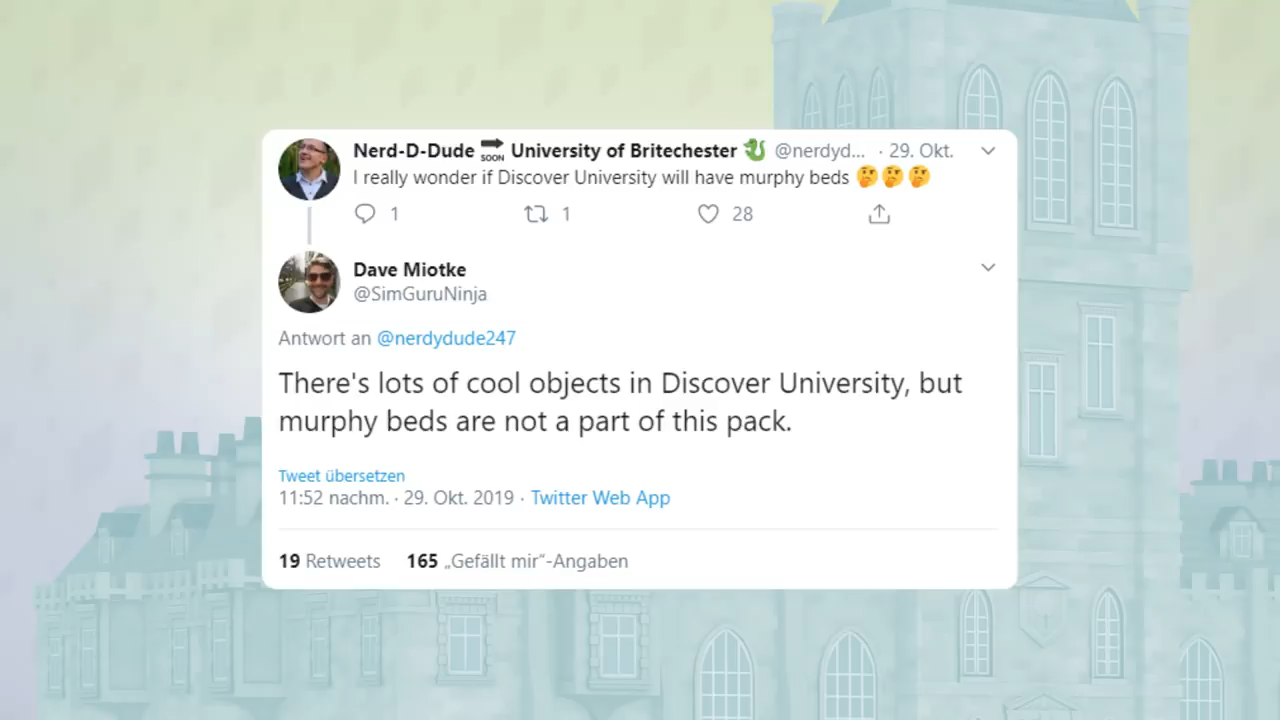 Nerd-D-Dude 🔜 University of Britechester 🐉 @nerdyd... · 29. Okt.
I really wonder if Discover University will have murphy beds 🤔🤔🤔
1 1 28
Dave Miotke
@SimGuruNinja
Antwort an @nerdydude247
There's lots of cool objects in Discover University, but
murphy beds are not a part of this pack.
Tweet übersetzen
11:52 nachm. · 29. Okt. 2019 · Twitter Web App
19 Retweets 165 „Gefällt mir“-Angaben